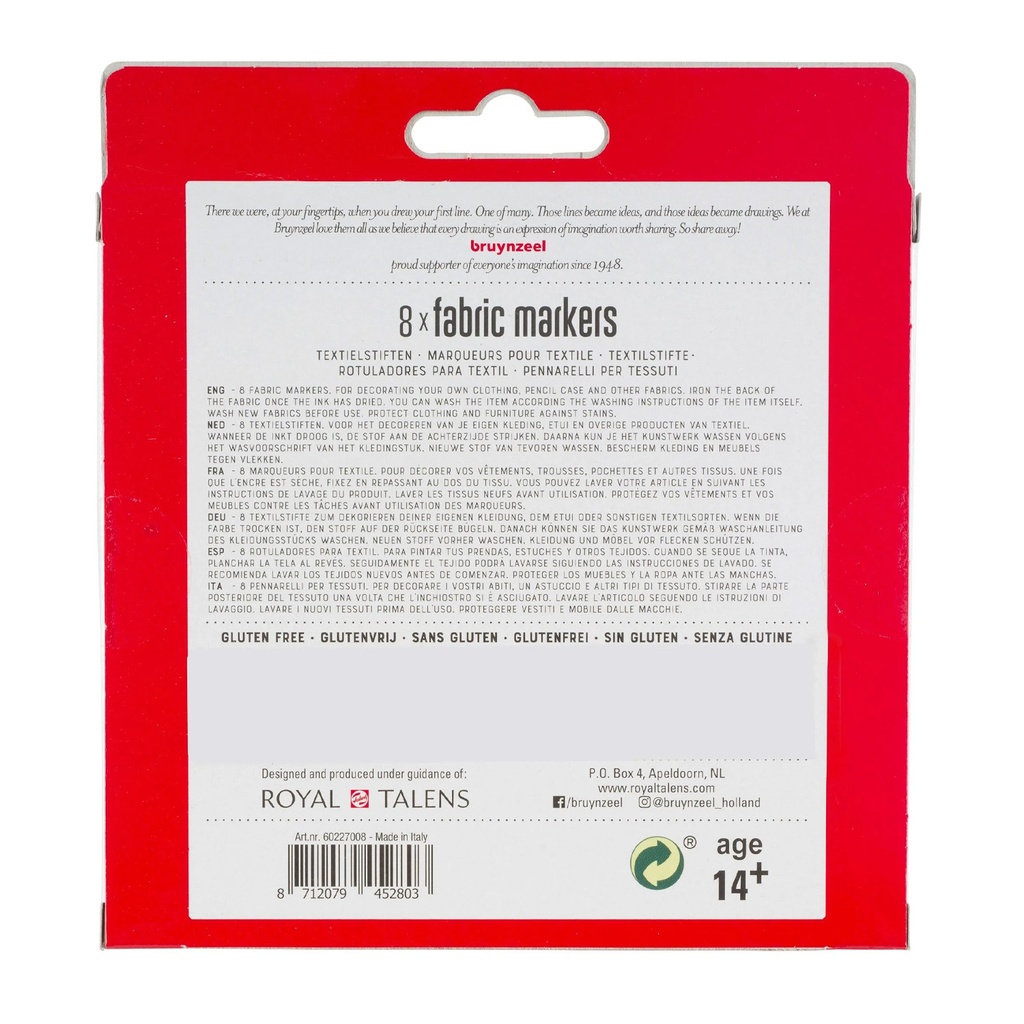 There we were, at your fingertips, when you drew your first line. One of many. Those lines became ideas, and those ideas became drawings. We at
Bruynzeel love them all as we believe that every drawing is an expression of imagination worth sharing. So share away!
bruynzeel
proud supporter of everyone's imagination since 1948.
8 x fabric markers
TEXTIELSTIFTEN · MARQUEURS POUR TEXTILE · TEXTILSTIFTE·
ROTULADORES PARA TEXTIL · PENNARELLI PER TESSUTI
ENG - 8 FABRIC MARKERS. FOR DECORATING YOUR OWN CLOTHING, PENCIL CASE AND OTHER FABRICS. IRON THE BACK OF
THE FABRIC ONCE THE INK HAS DRIED. YOU CAN WASH THE ITEM ACCORDING THE WASHING INSTRUCTIONS OF THE ITEM ITSELF.
WASH NEW FABRICS BEFORE USE. PROTECT CLOTHING AND FURNITURE AGAINST STAINS.
NED - 8 TEXTIELSTIFTEN. VOOR HET DECOREREN VAN JE EIGEN KLEDING, ETUI EN OVERIGE PRODUCTEN VAN TEXTIEL.
WANNEER DE INKT DROOG IS, DE STOF AAN DE ACHTERZIJDE STRIJKEN. DAARNA KUN JE HET KUNSTWERK WASSEN VOLGENS
HET WASVOORSCHRIFT VAN HET KLEDINGSTUK. NIEUWE STOF VAN TEVOREN WASSEN. BESCHERM KLEDING EN MEUBELS
TEGEN VLEKKEN.
FRA - 8 MARQUEURS POUR TEXTILE. POUR DÉCORER VOS VÊTEMENTS, TROUSSES, POCHETTES ET AUTRES TISSUS. UNE FOIS
QUE L'ENCRE EST SÈCHE, FIXEZ EN REPASSANT AU DOS DU TISSU. VOUS POUVEZ LAVER VOTRE ARTICLE EN SUIVANT LES
INSTRUCTIONS DE LAVAGE DU PRODUIT. LAVER LES TISSUS NEUFS AVANT UTILISATION. PROTÉGEZ VOS VÊTEMENTS ET VOS
MEUBLES CONTRE LES TÂCHES AVANT UTILISATION DES MARQUEURS.
DEU - 8 TEXTILSTIFTE ZUM DEKORIEREN DEINER EIGENEN KLEIDUNG, DEM ETUI ODER SONSTIGEN TEXTILSORTEN. WENN DIE
FARBE TROCKEN IST, DEN STOFF AUF DER RÜCKSEITE BÜGELN. DANACH KÖNNEN SIE DAS KUNSTWERK GEMÄß WASCHANLEITUNG
DES KLEIDUNGSSTÜCKS WASCHEN. NEUEN STOFF VORHER WASCHEN. KLEIDUNG UND MÖBEL VOR FLECKEN SCHÜTZEN.
ESP - 8 ROTULADORES PARA TEXTIL. PARA PINTAR TUS PRENDAS, ESTUCHES Y OTROS TEJIDOS. CUANDO SE SEQUE LA TINTA,
PLANCHAR LA TELA AL REVÉS. SEGUIDAMENTE EL TEJIDO PODRÁ LAVARSE SIGUIENDO LAS INSTRUCCIONES DE LAVADO. SE
RECOMIENDA LAVAR LOS TEJIDOS NUEVOS ANTES DE COMENZAR. PROTEGER LOS MUEBLES Y LA ROPA ANTE LAS MANCHAS.
ITA - 8 PENNARELLI PER TESSUTI. PER DECORARE I VOSTRI ABITI, UN ASTUCCIO E ALTRI TIPI DI TESSUTO. STIRARE LA PARTE
POSTERIORE DEL TESSUTO UNA VOLTA CHE L'INCHIOSTRO SI È ASCIUGATO. LAVARE L'ARTICOLO SEGUENDO LE ISTRUZIONI DI
LAVAGGIO. LAVARE I NUOVI TESSUTI PRIMA DELL'USO. PROTEGGERE VESTITI E MOBILE DALLE MACCHIE.
GLUTEN FREE · GLUTENVRIJ · SANS GLUTEN · GLUTENFREI · SIN GLUTEN · SENZA GLUTINE
Designed and produced under guidance of:
ROYAL TALENS
P.O. Box 4, Apeldoorn, NL
www.royaltalens.com
/bruynzeel @bruynzeel_holland
Art.nr. 60227008 - Made in Italy
8 712079 452803
®
age
14+